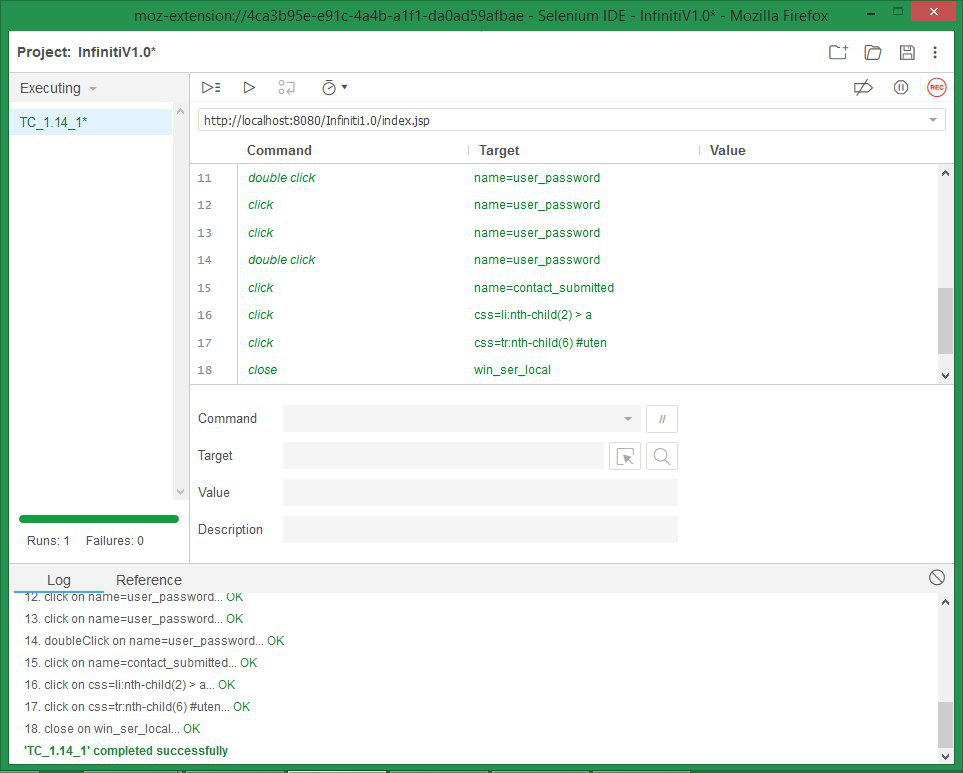 moz-extension://4ca3b95e-e91c-4a4b-a1f1-da0ad59afbae - Selenium IDE - InfinitiV1.0* - Mozilla Firefox
Project: InfinitiV1.0*
Executing
REC
TC_1.14_1*
http://localhost:8080/Infiniti1.0/index.jsp
Command Target Value
11 double click name=user_password
12 click name=user_password
13 click name=user_password
14 double click name=user_password
15 click name=contact_submitted
16 click css=li:nth-child(2) > a
17 click css=tr:nth-child(6) #uten
18 close win_ser_local
Command //
Target
Value
Description
Runs: 1 Failures: 0
Log Reference
12. click on name=user_password... OK
13. click on name=user_password... OK
14. doubleClick on name=user_password... OK
15. click on name=contact_submitted... OK
16. click on css=li:nth-child(2) > a... OK
17. click on css=tr:nth-child(6) #uten... OK
18. close on win_ser_local... OK
'TC_1.14_1' completed successfully